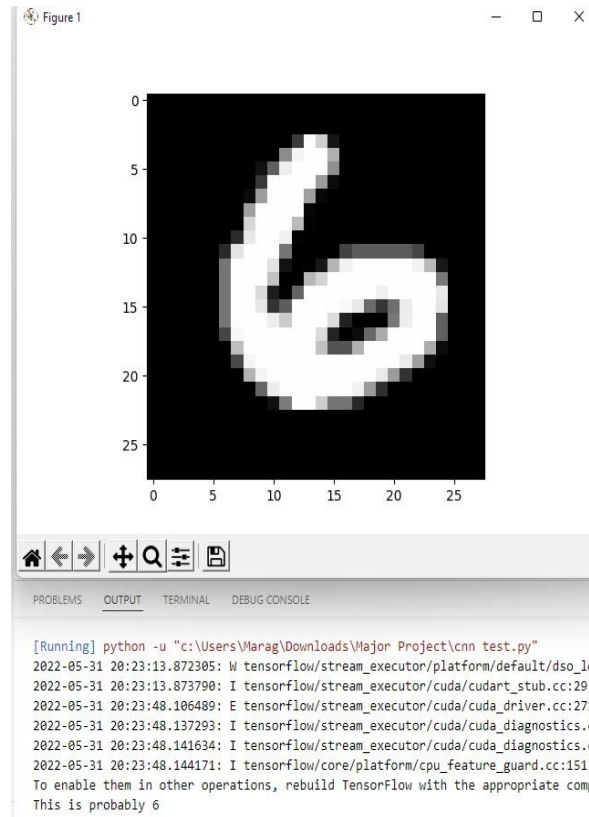 Figure 1
0
5
10
15
20
25
0 5 10 15 20 25
PROBLEMS OUTPUT TERMINAL DEBUG CONSOLE
[Running] python -u "c:\Users\Marag\Downloads\Major Project\cnn test.py"
2022-05-31 20:23:13.872305: W tensorflow/stream_executor/platform/default/dso_l
2022-05-31 20:23:13.873790: I tensorflow/stream_executor/cuda/cudart_stub.cc:29
2022-05-31 20:23:48.106489: E tensorflow/stream_executor/cuda/cuda_driver.cc:27
2022-05-31 20:23:48.137293: I tensorflow/stream_executor/cuda/cuda_diagnostics.
2022-05-31 20:23:48.141634: I tensorflow/stream_executor/cuda/cuda_diagnostics.
2022-05-31 20:23:48.144171: I tensorflow/core/platform/cpu_feature_guard.cc:151
To enable them in other operations, rebuild TensorFlow with the appropriate com
This is probably 6